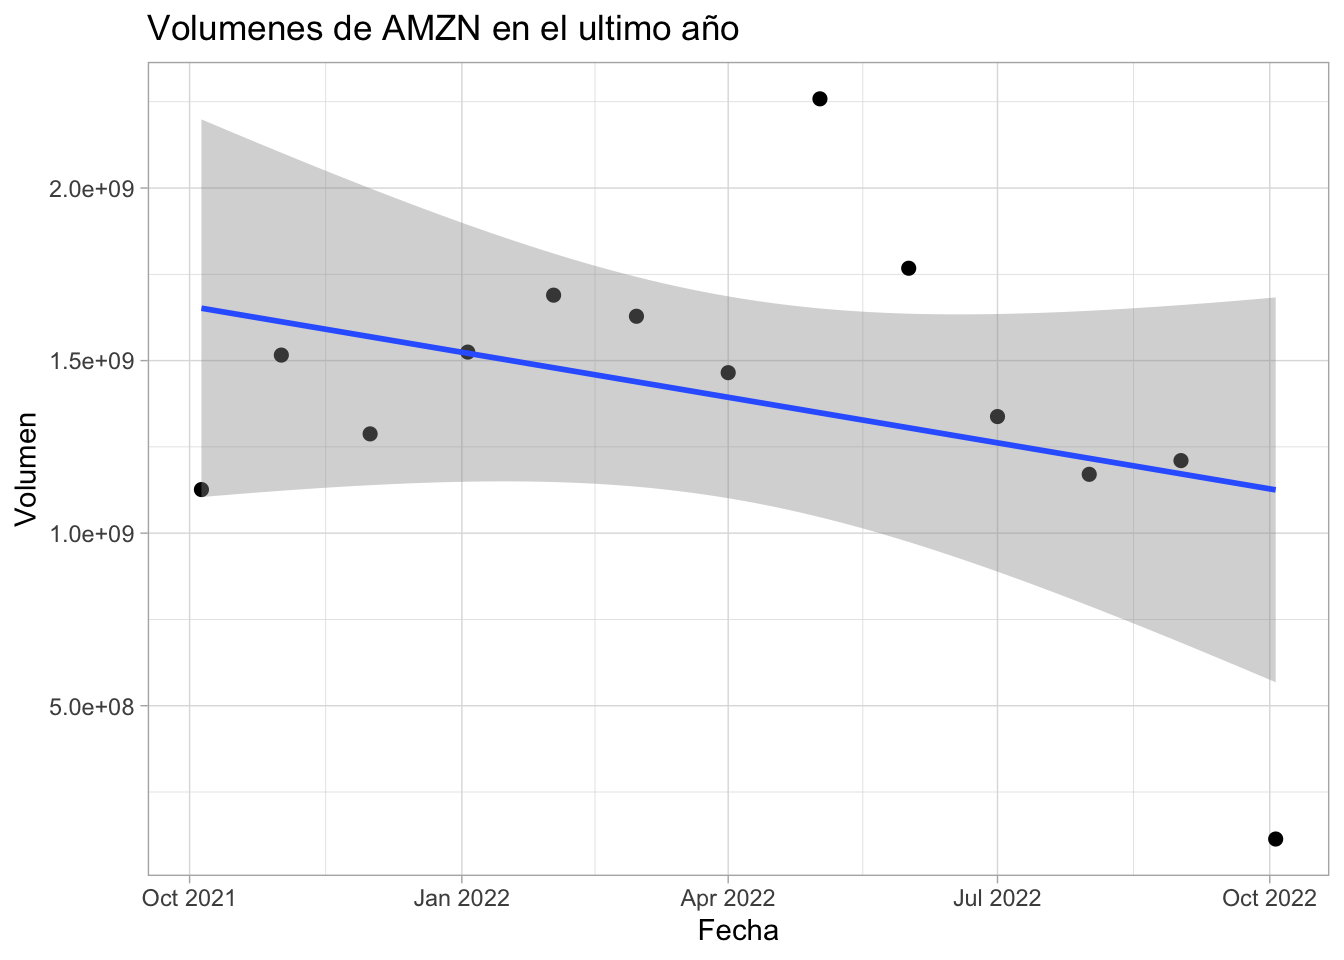 Volumenes de AMZN en el ultimo año
Volumen
2.0e+09
1.5e+09
1.0e+09
5.0e+08
Oct 2021
Jan 2022
Apr 2022
Jul 2022
Oct 2022
Fecha